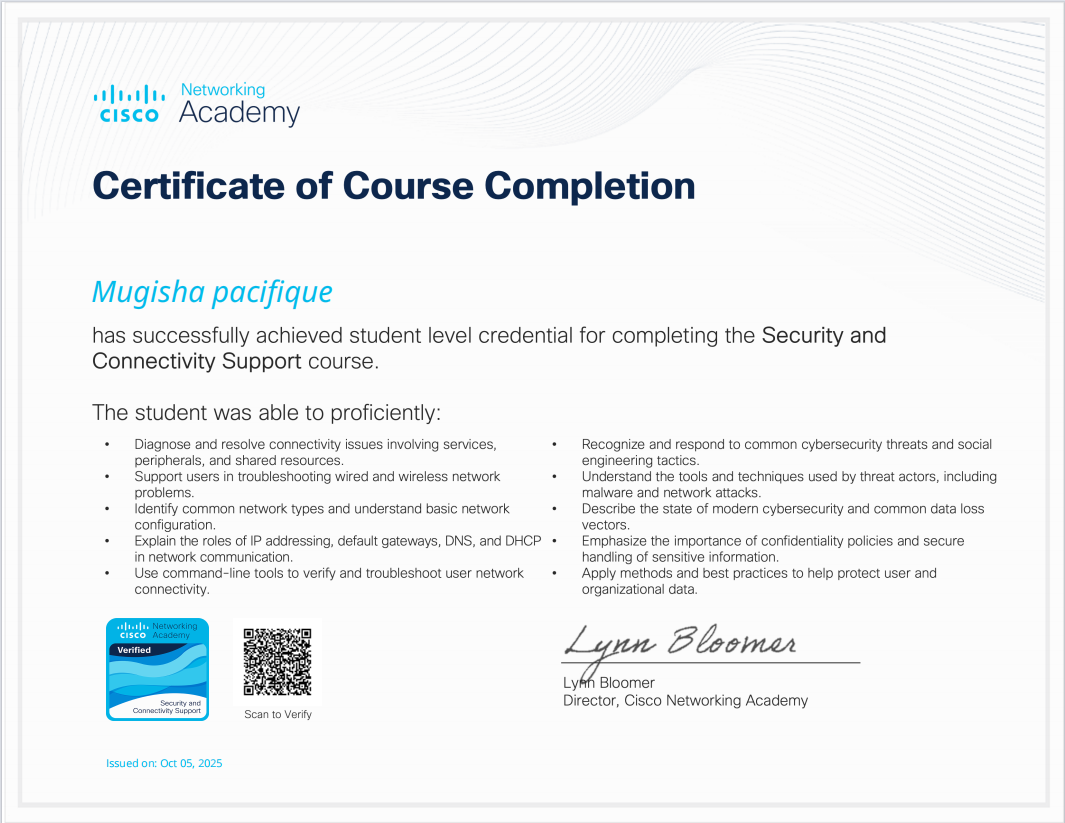 Networking
Academy
CISCO
Certificate of Course Completion
Mugisha pacifique
has successfully achieved student level credential for completing the Security and
Connectivity Support course.
The student was able to proficiently:
• Diagnose and resolve connectivity issues involving services,
peripherals, and shared resources.
• Support users in troubleshooting wired and wireless network
problems.
• Identify common network types and understand basic network
configuration.
• Explain the roles of IP addressing, default gateways, DNS, and DHCP
in network communication.
• Use command-line tools to verify and troubleshoot user network
connectivity.
• Recognize and respond to common cybersecurity threats and social
engineering tactics.
• Understand the tools and techniques used by threat actors, including
malware and network attacks.
• Describe the state of modern cybersecurity and common data loss
vectors.
• Emphasize the importance of confidentiality policies and secure
handling of sensitive information.
• Apply methods and best practices to help protect user and
organizational data.
CISCO
Networking
Academy
Verified
Security and
Connectivity Support
Scan to Verify
Lynn Bloomer
Lynn Bloomer
Director, Cisco Networking Academy
Issued on: Oct 05, 2025